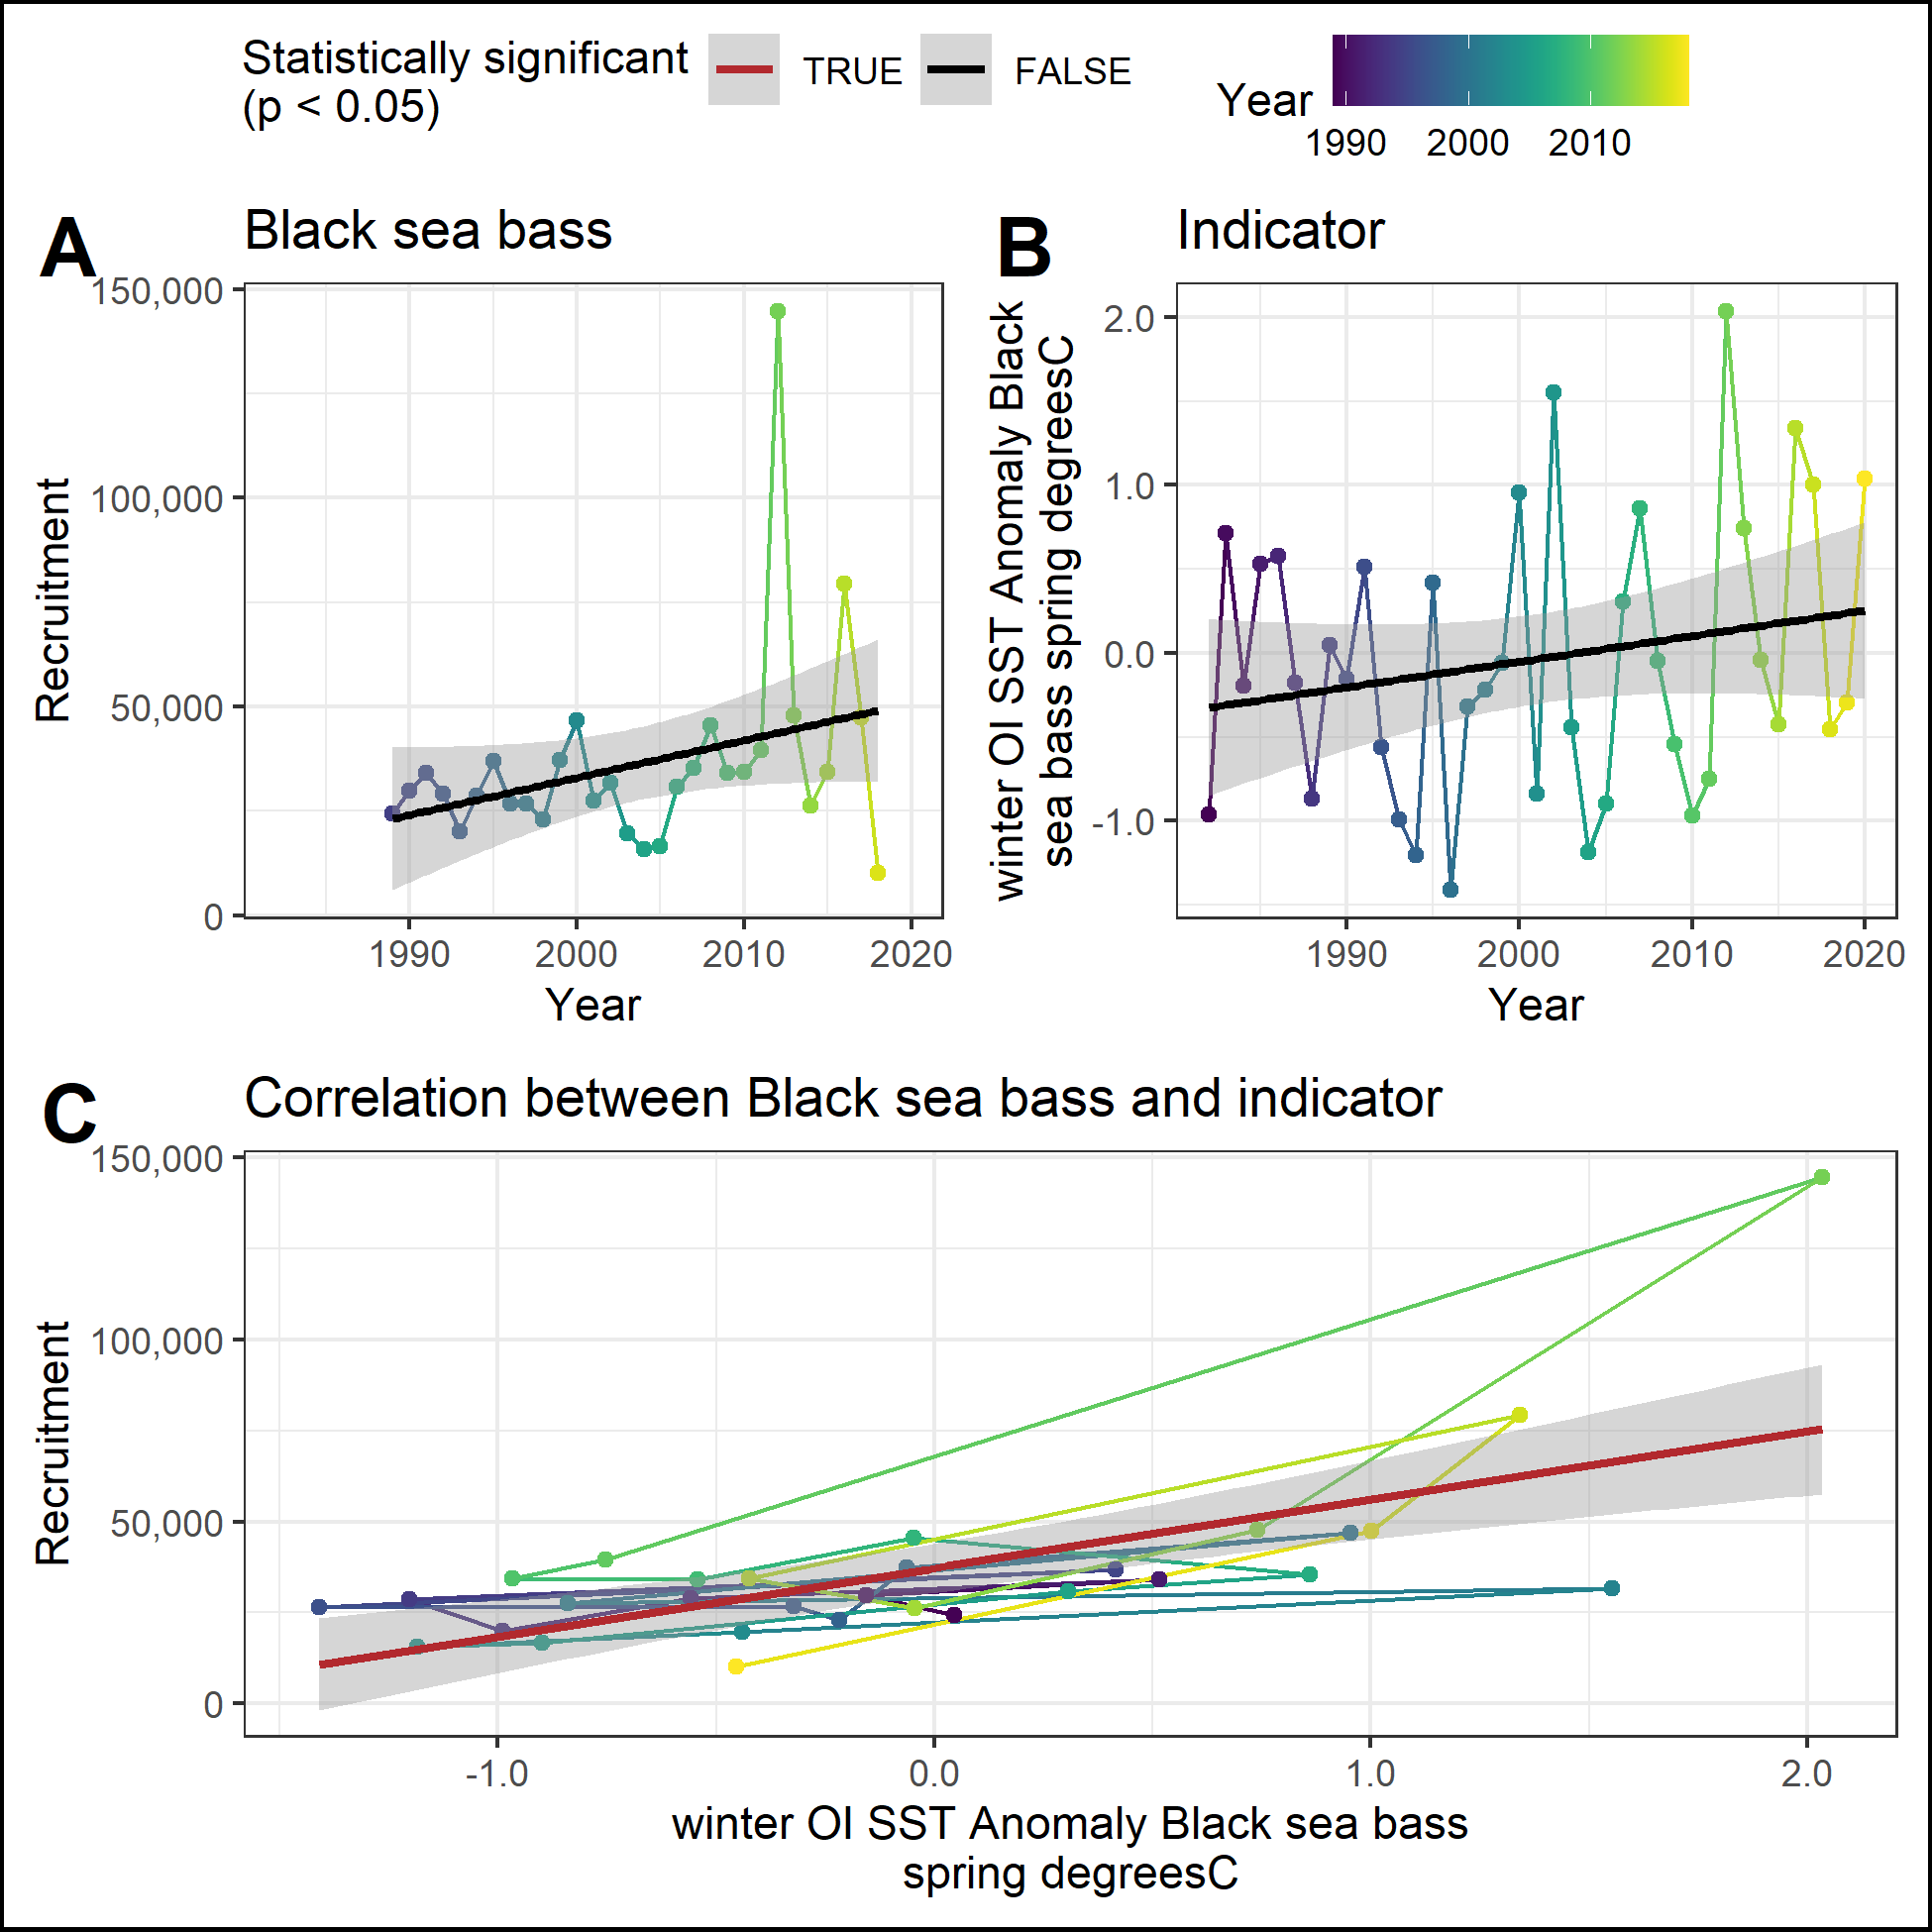 Statistically significant
(p < 0.05)
TRUE
FALSE
Year
1990 2000 2010
A
Black sea bass
150,000
100,000
50,000
0
Recruitment
1990 2000 2010 2020
Year
B
Indicator
winter OI SST Anomaly Black
sea bass spring degreesC
2.0
1.0
0.0
-1.0
1990 2000 2010 2020
Year
C
Correlation between Black sea bass and indicator
150,000
100,000
50,000
0
Recruitment
-1.0 0.0 1.0 2.0
winter OI SST Anomaly Black sea bass
spring degreesC